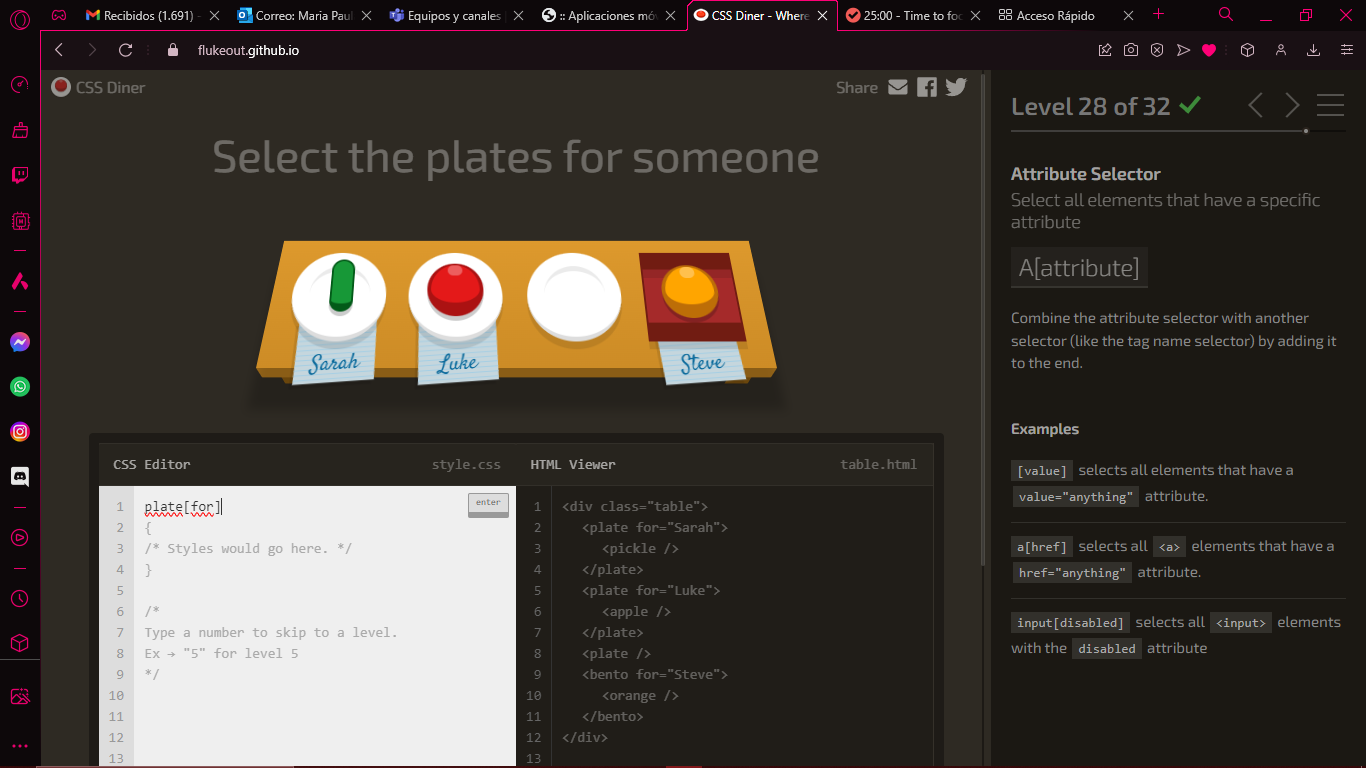 Recibidos (1.691) -
Correo: Maria Paul
Equipos y canales
:: Aplicaciones móv
CSS Diner - Where
25:00 - Time to foc
Acceso Rápido
flukeout.github.io
CSS Diner
Share
Select the plates for someone
Sarah
Luke
Steve
CSS Editor
style.css
1 plate[for]
enter
2 {
3 /* Styles would go here. */
4 }
5
6 /*
7 Type a number to skip to a level.
8 Ex → "5" for level 5
9 */
10
11
12
13
HTML Viewer
table.html
1 <div class="table">
2 <plate for="Sarah">
3 <pickle />
4 </plate>
5 <plate for="Luke">
6 <apple />
7 </plate>
8 <plate />
9 <bento for="Steve">
10 <orange />
11 </bento>
12 </div>
13
Level 28 of 32
Attribute Selector
Select all elements that have a specific
attribute
A[attribute]
Combine the attribute selector with another
selector (like the tag name selector) by adding it
to the end.
Examples
[value] selects all elements that have a
value="anything" attribute.
a[href] selects all <a> elements that have a
href="anything" attribute.
input[disabled] selects all <input> elements
with the disabled attribute